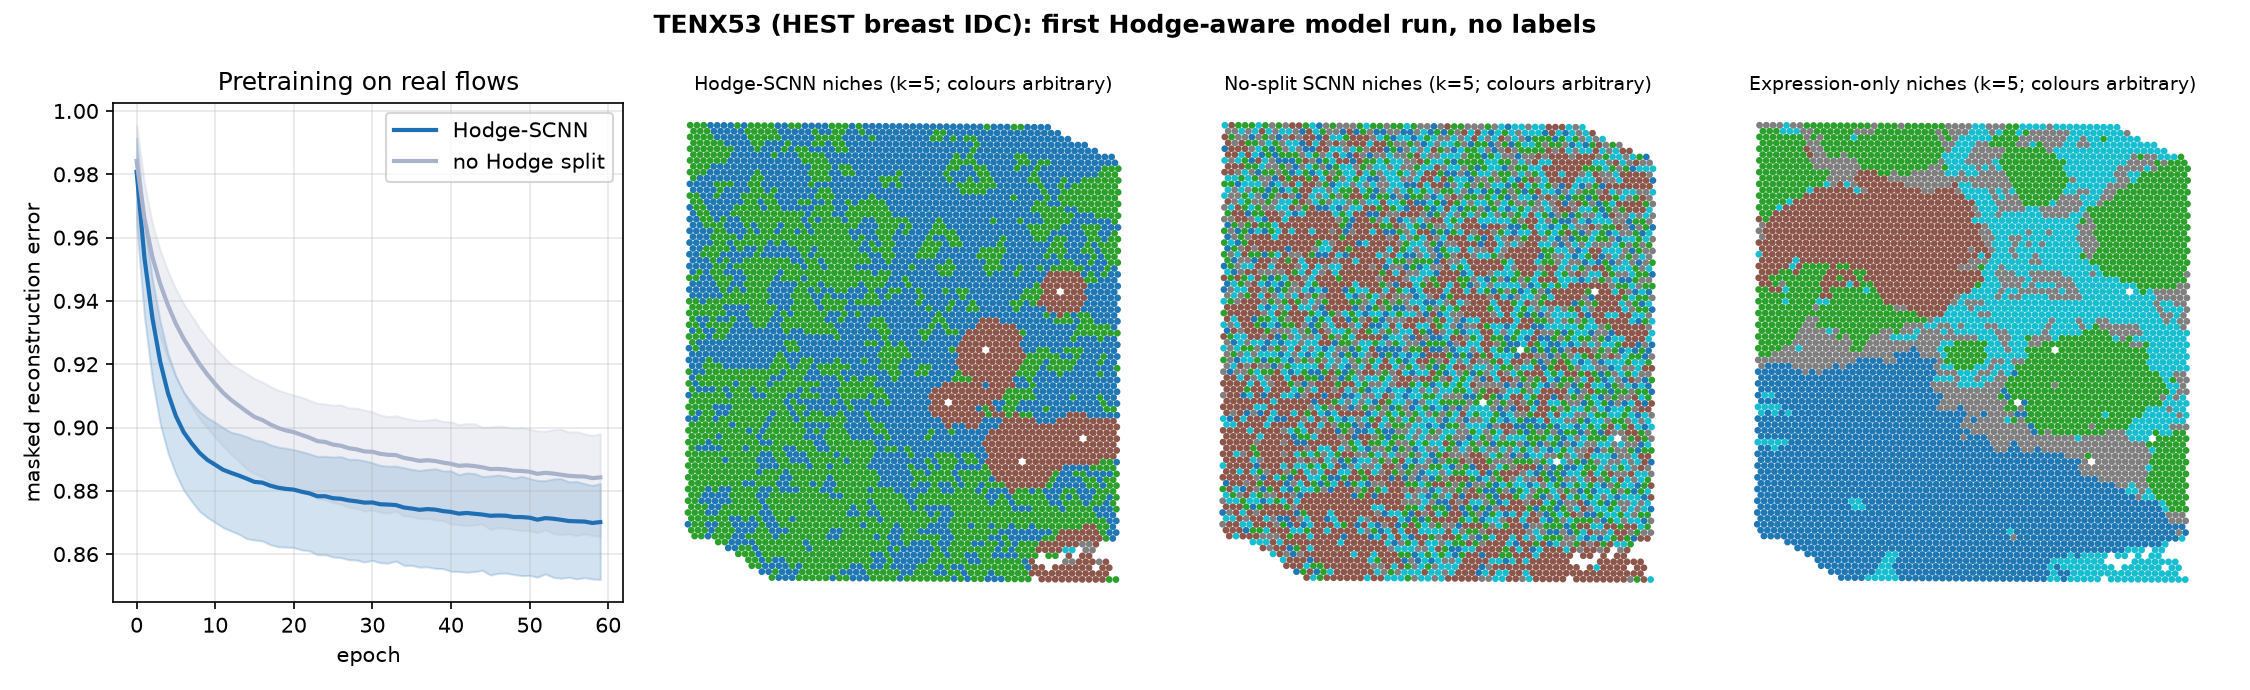 TENX53 (HEST breast IDC): first Hodge-aware model run, no labels
Pretraining on real flows
Hodge-SCNN
no Hodge split
masked reconstruction error
1.00
0.98
0.96
0.94
0.92
0.90
0.88
0.86
0 10 20 30 40 50 60
epoch
Hodge-SCNN niches (k=5; colours arbitrary)
No-split SCNN niches (k=5; colours arbitrary)
Expression-only niches (k=5; colours arbitrary)